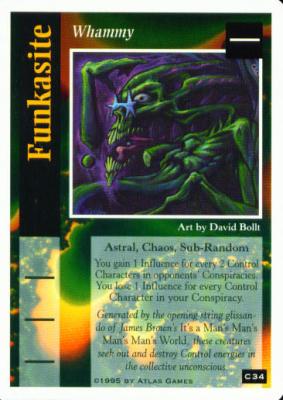 Funkasite
Whammy
Art by David Bollt
Astral, Chaos, Sub-Random
You gain 1 Influence for every 2 Control
Characters in opponents' Conspiracies.
You lose 1 Influence for every Control
Character in your Conspiracy.
Generated by the opening string glissan-
do of James Brown's It's a Man's Man's
Man's Man's World, these creatures
seek out and destroy Control energies in
the collective unconscious.
©1995 by Atlas Games
C34